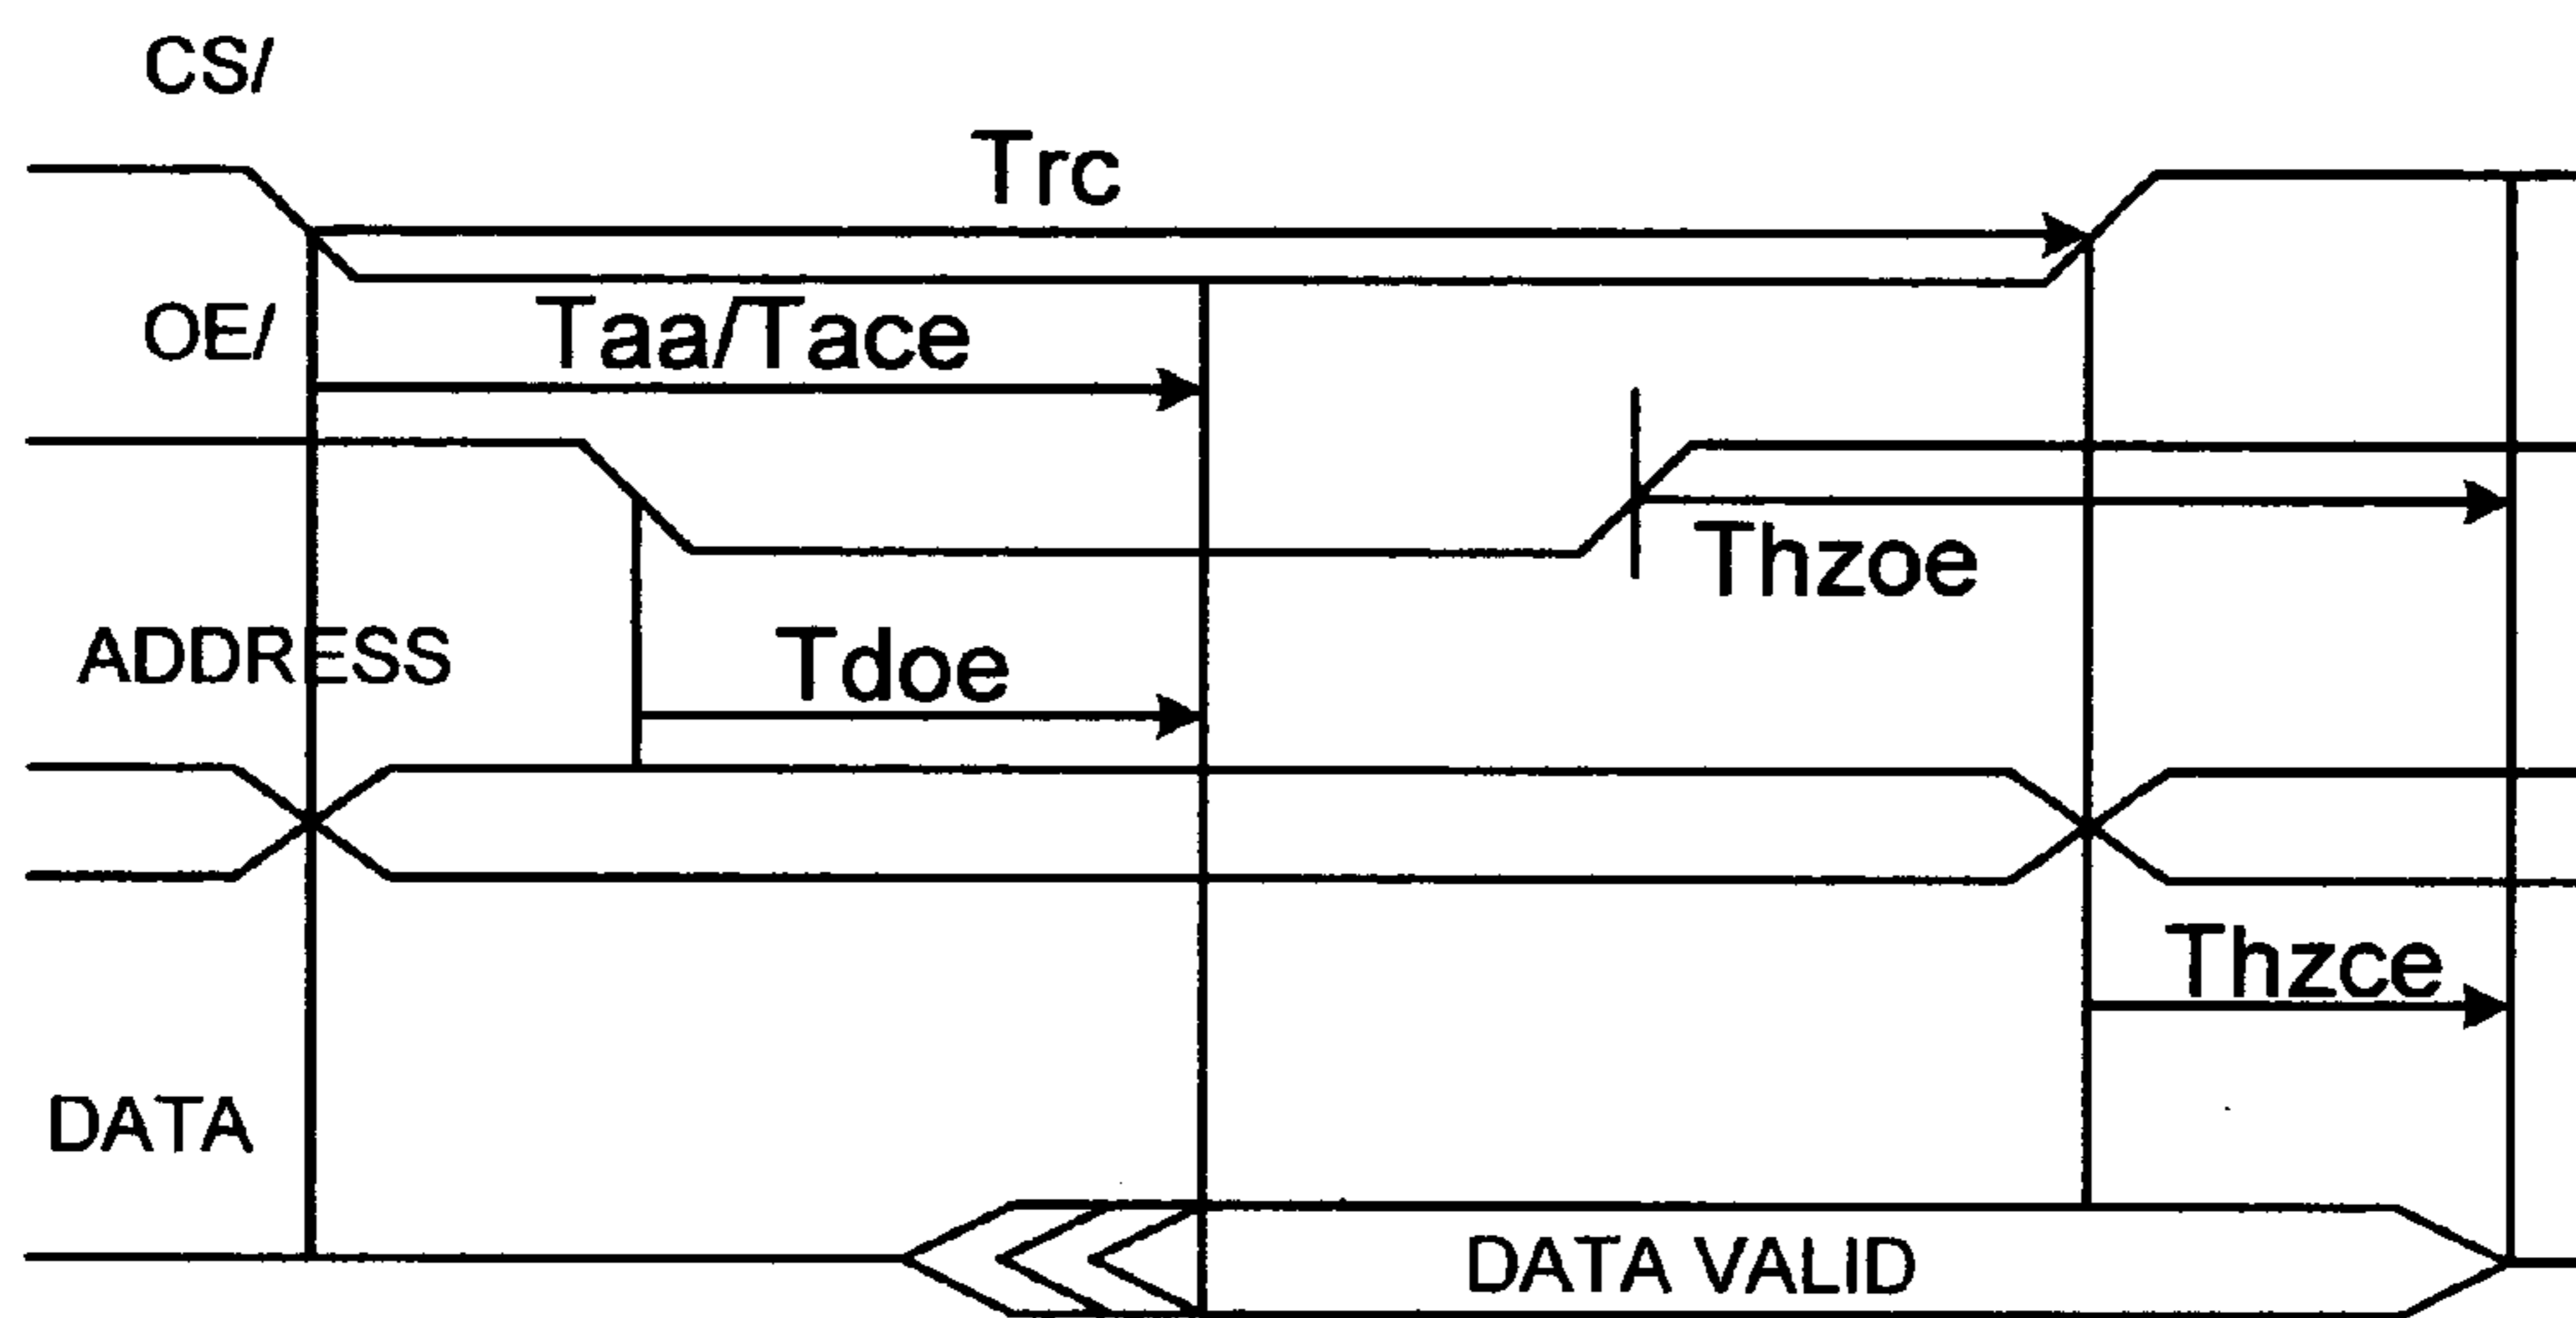 CS/
Trc
OE/
Taa/Tace
Thzoe
ADDRESS
Tdoe
Thzce
DATA
DATA VALID